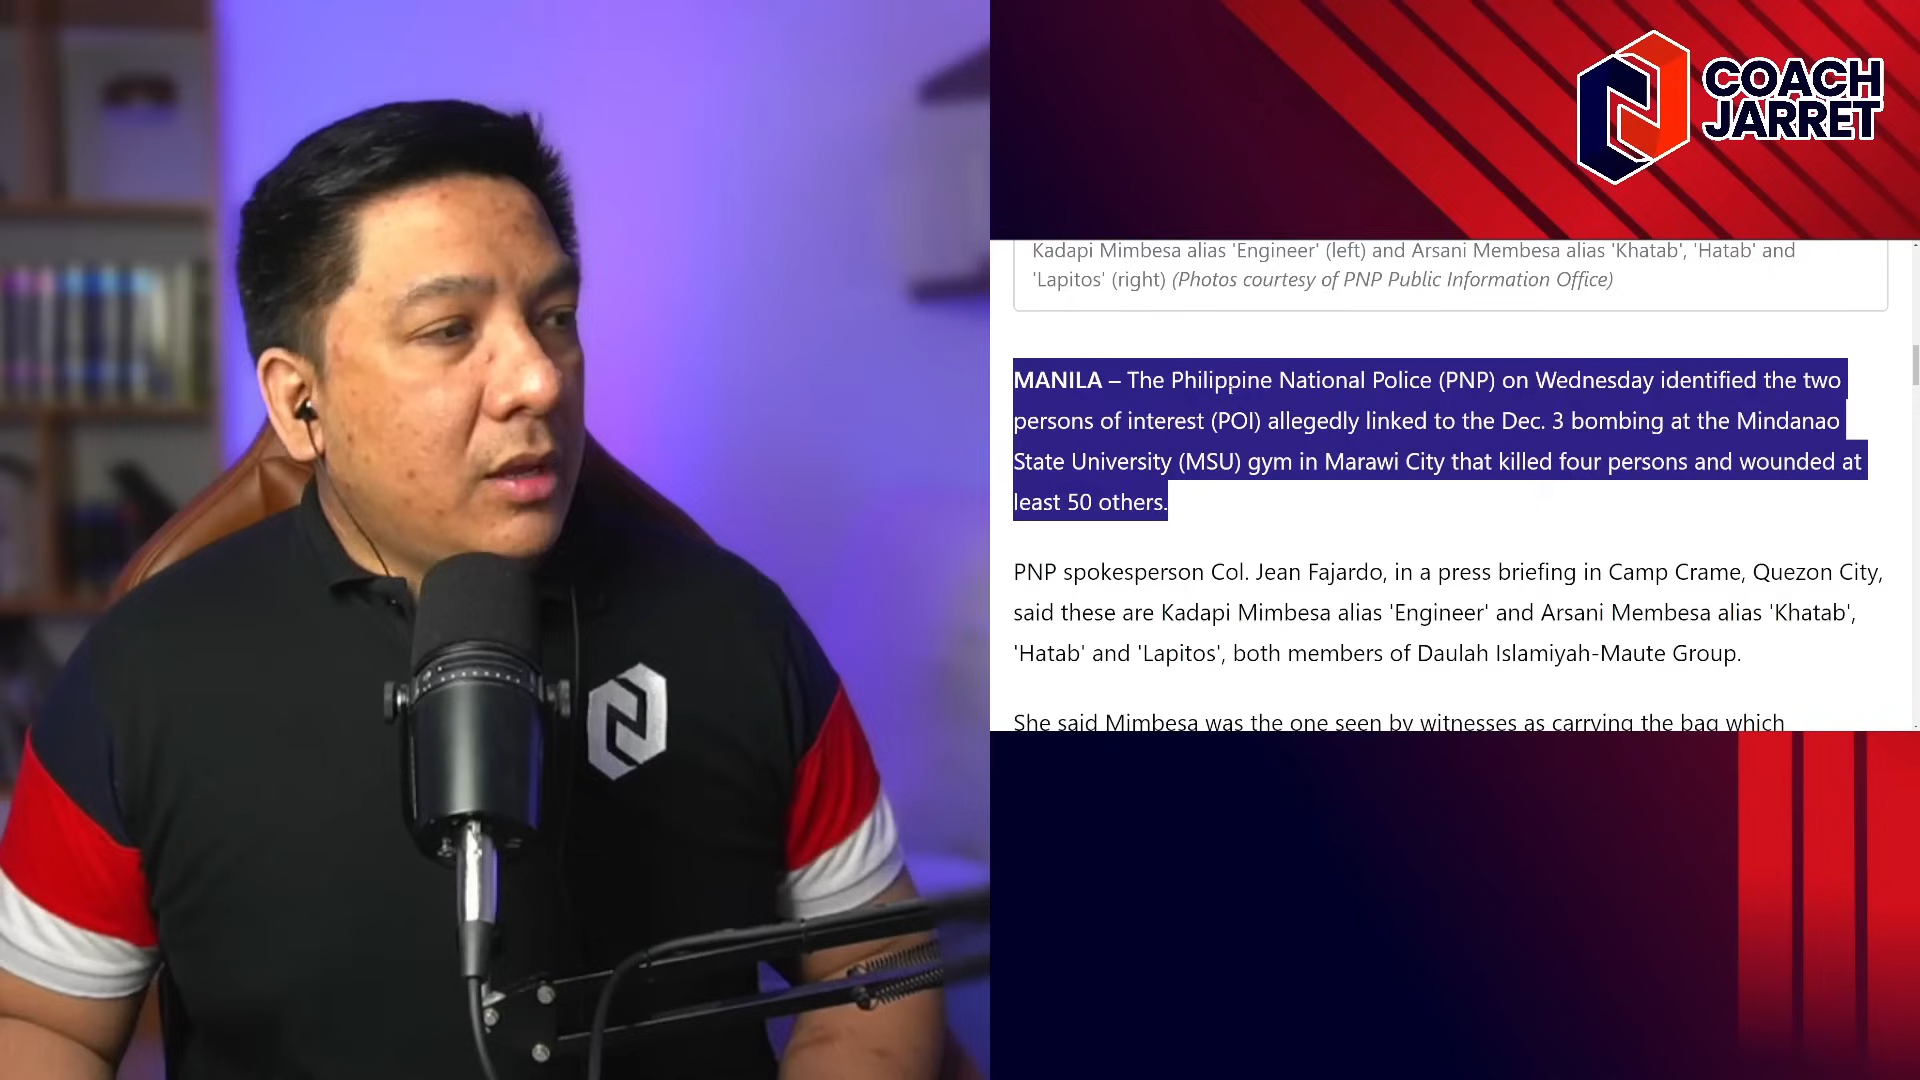 COACH
JARRET
Kadapi Mimbesa alias 'Engineer' (left) and Arsani Membesa alias 'Khatab', 'Hatab' and
'Lapitos' (right) (Photos courtesy of PNP Public Information Office)
MANILA – The Philippine National Police (PNP) on Wednesday identified the two
persons of interest (POI) allegedly linked to the Dec. 3 bombing at the Mindanao
State University (MSU) gym in Marawi City that killed four persons and wounded at
least 50 others.
PNP spokesperson Col. Jean Fajardo, in a press briefing in Camp Crame, Quezon City,
said these are Kadapi Mimbesa alias 'Engineer' and Arsani Membesa alias 'Khatab',
'Hatab' and 'Lapitos', both members of Daulah Islamiyah-Maute Group.
She said Mimbesa was the one seen by witnesses as carrying the bag which